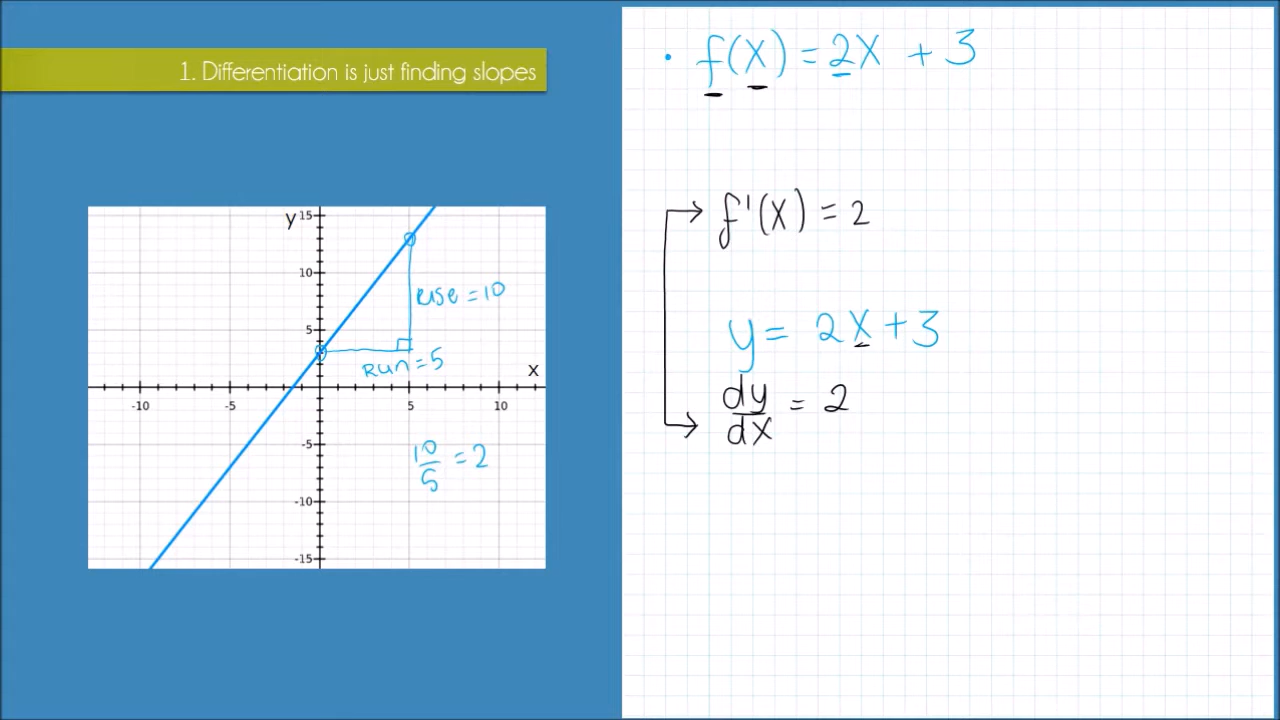 1. Differentiation is just finding slopes
y
15
10
5
-5
-10
-15
-10 -5 5 10
x
rise = 10
run = 5
10/5 = 2
• f(x) = 2x + 3
f'(x) = 2
y = 2x + 3
dy/dx = 2